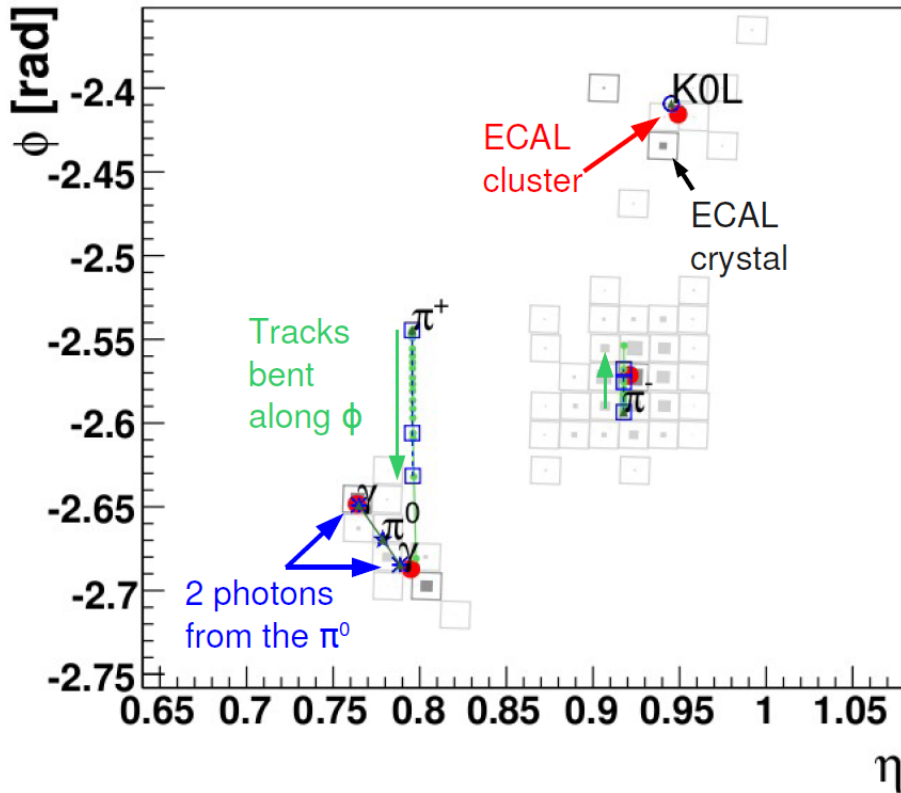 ϕ [rad]
-2.4
-2.45
-2.5
-2.55
-2.6
-2.65
-2.7
-2.75
K0L
ECAL
cluster
ECAL
crystal
π+
Tracks
bent
along ϕ
π-
γ
π0
γ
2 photons
from the π0
0.65 0.7 0.75 0.8 0.85 0.9 0.95 1 1.05
η